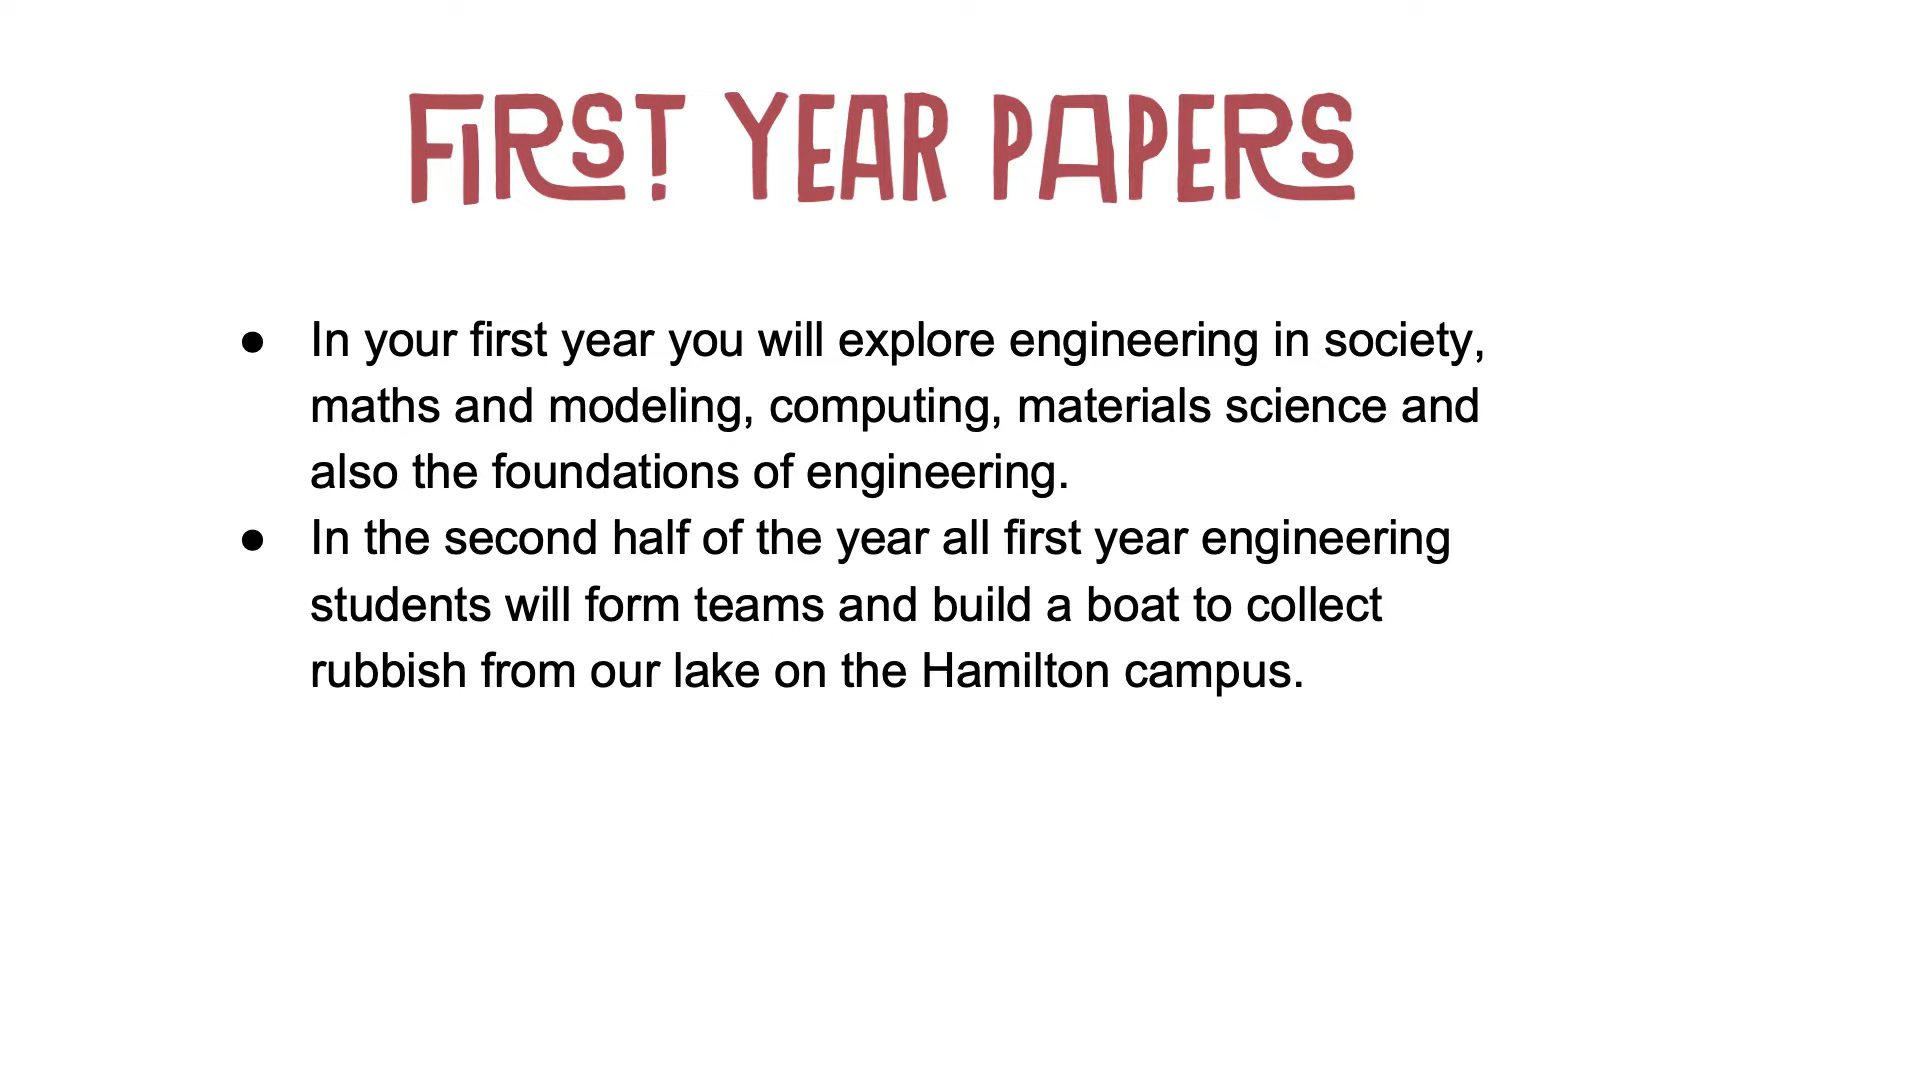 FIRST YEAR PAPERS
● In your first year you will explore engineering in society,
maths and modeling, computing, materials science and
also the foundations of engineering.
● In the second half of the year all first year engineering
students will form teams and build a boat to collect
rubbish from our lake on the Hamilton campus.